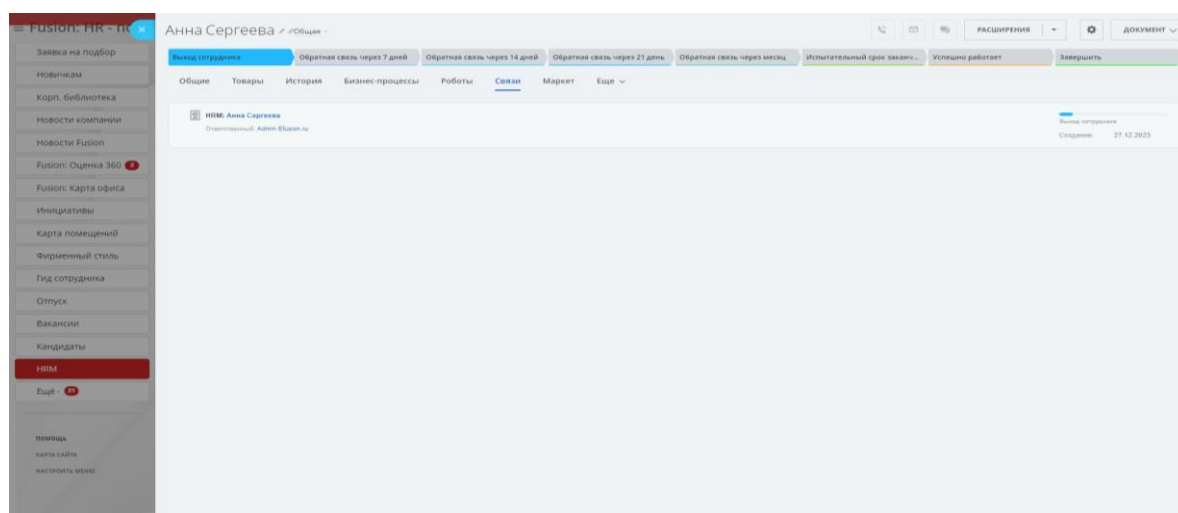 Fusion: HR - п
Анна Сергеева
Общая
РАСШИРЕНИЯ
ДОКУМЕНТ
Выход сотрудника
Обратная связь через 7 дней
Обратная связь через 14 дней
Обратная связь через 21 день
Обратная связь через месяц
Испытательный срок заканч...
Успешно работает
Завершить
Общие
Товары
История
Бизнес-процессы
Роботы
Связи
Маркет
Еще
HRM: Анна Сергеева
Ответственный: Admin Efusion.ru
Выход сотрудника
Создание 27.12.2023
Заявка на подбор
Новичкам
Корп. библиотека
Новости компании
Новости Fusion
Fusion: Оценка 360
Fusion: Карта офиса
Инициативы
Карта помещений
Фирменный стиль
Гид сотрудника
Отпуск
Вакансии
Кандидаты
HRM
Ещё - 21
ПОМОЩЬ
КАРТА САЙТА
НАСТРОИТЬ МЕНЮ